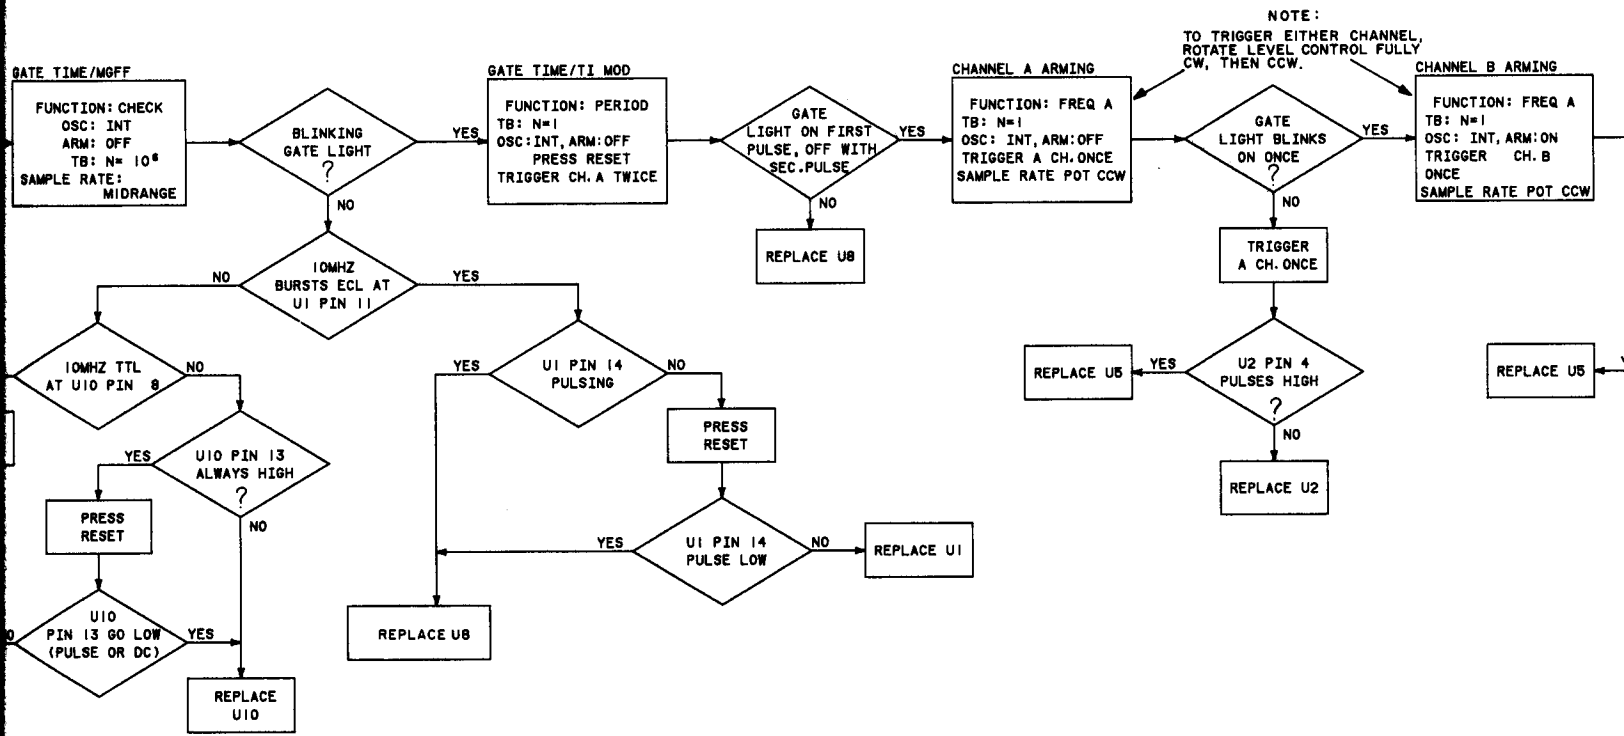 NOTE:
TO TRIGGER EITHER CHANNEL,
ROTATE LEVEL CONTROL FULLY
CW, THEN CCW.
GATE TIME/MGFF
FUNCTION: CHECK
OSC: INT
ARM: OFF
TB: N= 10⁶
SAMPLE RATE:
MIDRANGE
BLINKING
GATE LIGHT
?
YES
NO
GATE TIME/TI MOD
FUNCTION: PERIOD
TB: N=1
OSC: INT, ARM: OFF
PRESS RESET
TRIGGER CH. A TWICE
GATE
LIGHT ON FIRST
PULSE, OFF WITH
SEC. PULSE
YES
NO
REPLACE U8
CHANNEL A ARMING
FUNCTION: FREQ A
TB: N=1
OSC: INT, ARM: OFF
TRIGGER A CH. ONCE
SAMPLE RATE POT CCW
GATE
LIGHT BLINKS
ON ONCE
?
YES
NO
CHANNEL B ARMING
FUNCTION: FREQ A
TB: N=1
OSC: INT, ARM: ON
TRIGGER CH. B
ONCE
SAMPLE RATE POT CCW
TRIGGER
A CH. ONCE
10MHZ
BURSTS ECL AT
U1 PIN 11
NO
YES
10MHZ TTL
AT U10 PIN 8
NO
U1 PIN 14
PULSING
YES
NO
REPLACE U5
YES
U2 PIN 4
PULSES HIGH
?
NO
REPLACE U5
PRESS
RESET
U10 PIN 13
ALWAYS HIGH
?
YES
NO
REPLACE U2
PRESS
RESET
U1 PIN 14
PULSE LOW
YES
NO
REPLACE U1
U10
PIN 13 GO LOW
(PULSE OR DC)
YES
REPLACE U8
REPLACE
U10